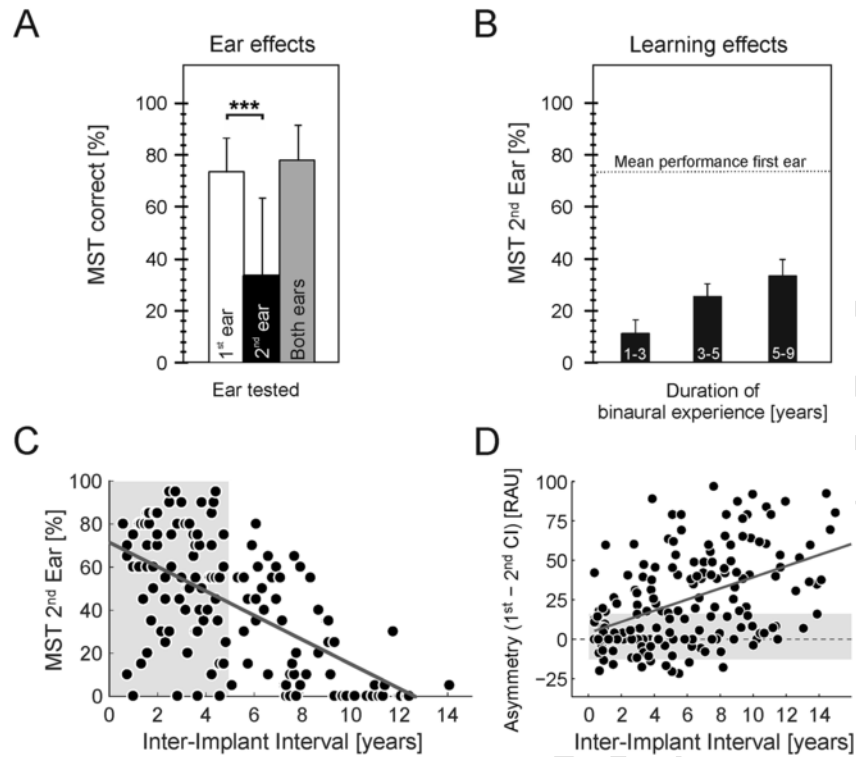 A
Ear effects
MST correct [%]
100
80
60
40
20
0
***
1st ear
2nd ear
Both ears
Ear tested
B
Learning effects
MST 2nd Ear [%]
100
80
60
40
20
0
Mean performance first ear
1-3
3-5
5-9
Duration of
binaural experience [years]
C
MST 2nd Ear [%]
100
80
60
40
20
0
0 2 4 6 8 10 12 14
Inter-Implant Interval [years]
D
Asymmetry (1st – 2nd CI) [RAU]
100
75
50
25
0
−25
0 2 4 6 8 10 12 14
Inter-Implant Interval [years]